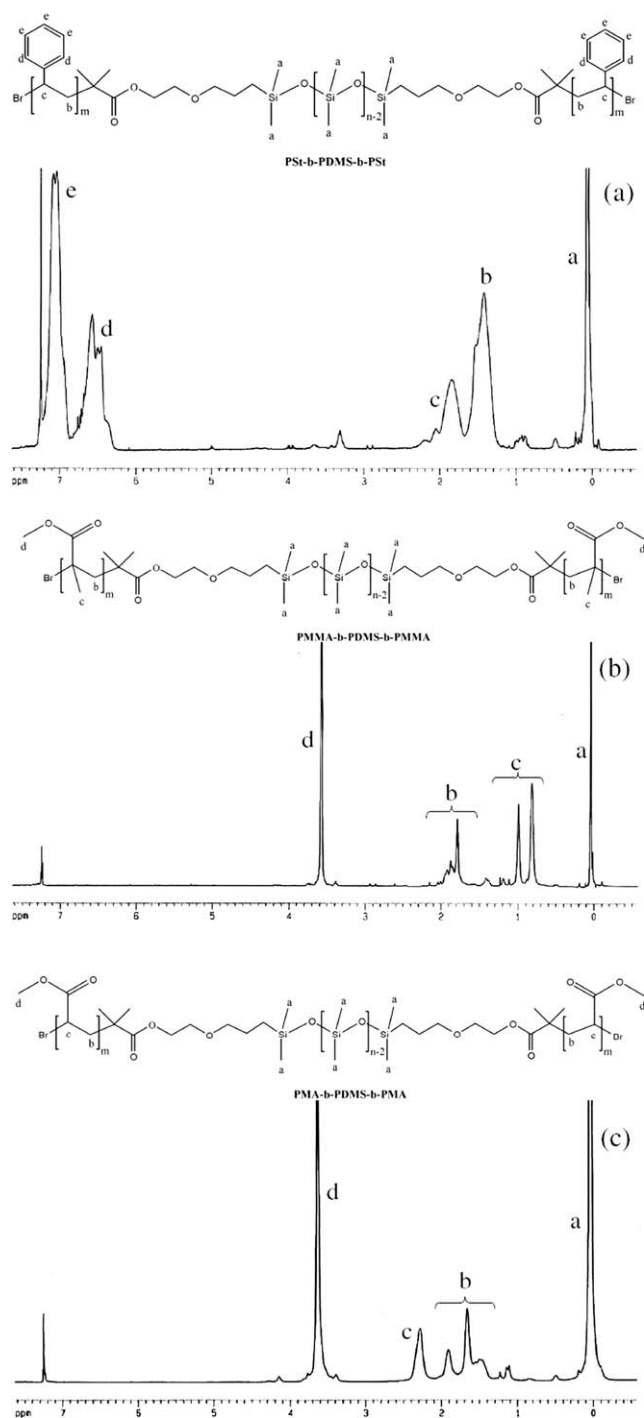 e e
e e e e
d d a a a d d
Br [ c b ]m O O O Si O [ Si O ]n-2 Si O O O [ b c ]m Br
O a a a O
PSt-b-PDMS-b-PSt
(a)
e
a
b
d
c
ppm 7 6 5 4 3 2 1 0
d O O O O d
Br [ b ]m O O O Si O [ Si O ]n-2 Si O O O [ b ]m Br
c O a a a a a a O c
PMMA-b-PDMS-b-PMMA
(b)
d
a
c
b
ppm 7 6 5 4 3 2 1 0
d O O O O d
Br [ c b ]m O O O Si O [ Si O ]n-2 Si O O O [ b c ]m Br
O a a a a a a O
PMA-b-PDMS-b-PMA
(c)
d
a
b
c
ppm 7 6 5 4 3 2 1 0